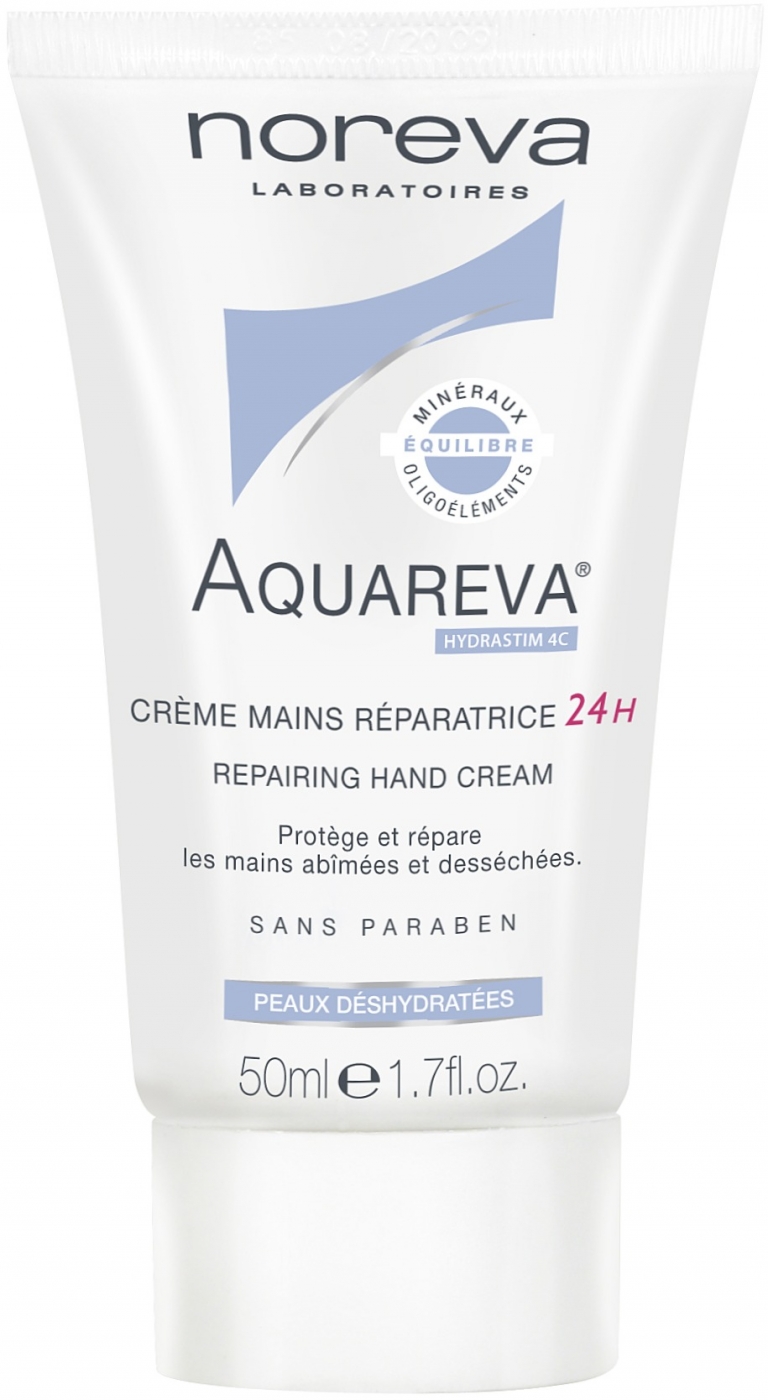 noreva
LABORATOIRES
MINÉRAUX
ÉQUILIBRE
OLIGOÉLÉMENTS
AQUAREVA®
HYDRASTIM 4C
CRÈME MAINS RÉPARATRICE 24H
REPAIRING HAND CREAM
Protège et répare
les mains abîmées et desséchées.
SANS PARABEN
PEAUX DÉSHYDRATÉES
50ml e 1.7fl.oz.